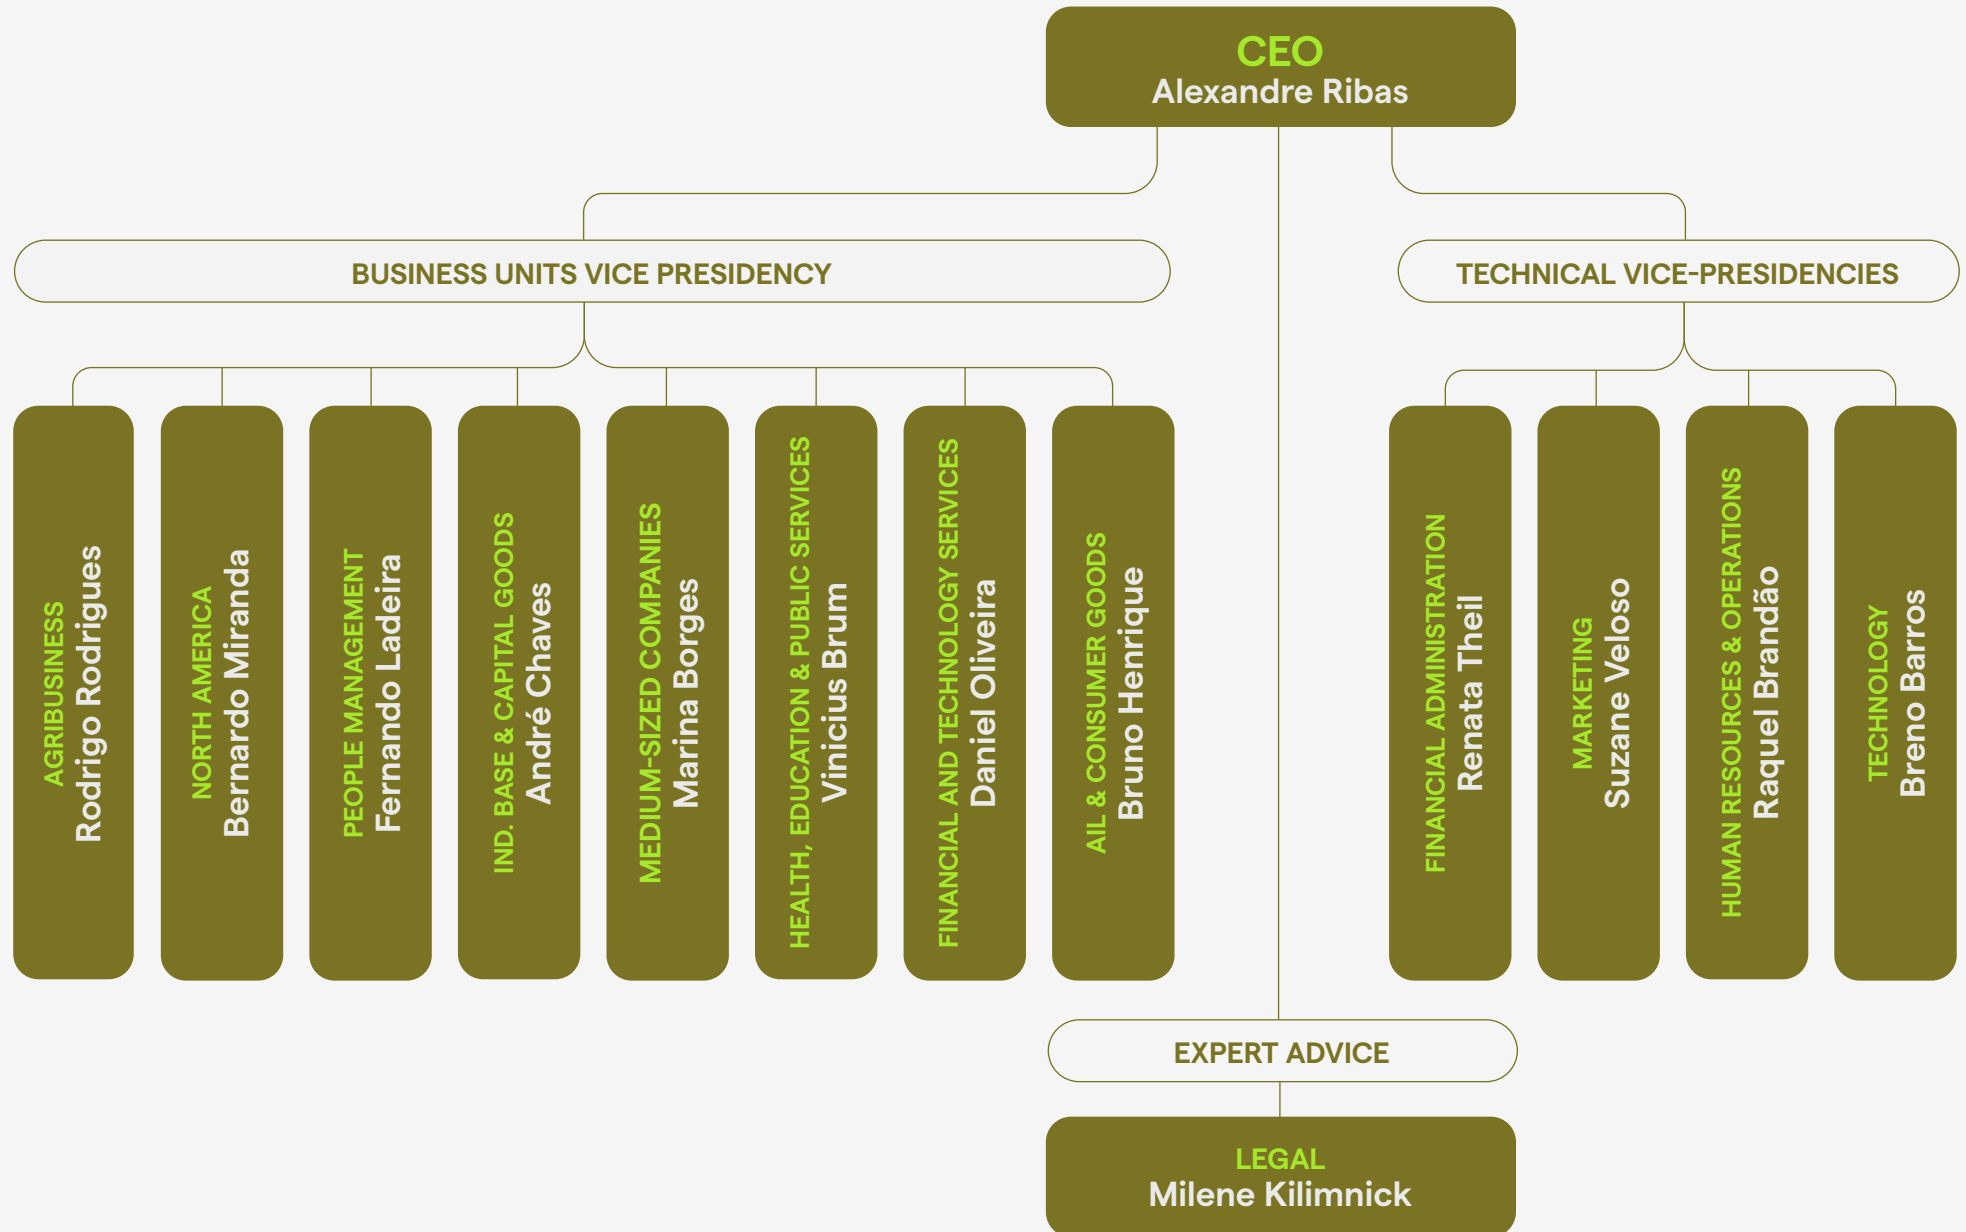 CEO
Alexandre Ribas
BUSINESS UNITS VICE PRESIDENCY
TECHNICAL VICE-PRESIDENCIES
AGRIBUSINESS
Rodrigo Rodrigues
NORTH AMERICA
Bernardo Miranda
PEOPLE MANAGEMENT
Fernando Ladeira
IND. BASE & CAPITAL GOODS
André Chaves
MEDIUM-SIZED COMPANIES
Marina Borges
HEALTH, EDUCATION & PUBLIC SERVICES
Vinicius Brum
FINANCIAL AND TECHNOLOGY SERVICES
Daniel Oliveira
AIL & CONSUMER GOODS
Bruno Henrique
FINANCIAL ADMINISTRATION
Renata Theil
MARKETING
Suzane Veloso
HUMAN RESOURCES & OPERATIONS
Raquel Brandão
TECHNOLOGY
Breno Barros
EXPERT ADVICE
LEGAL
Milene Kilimnick